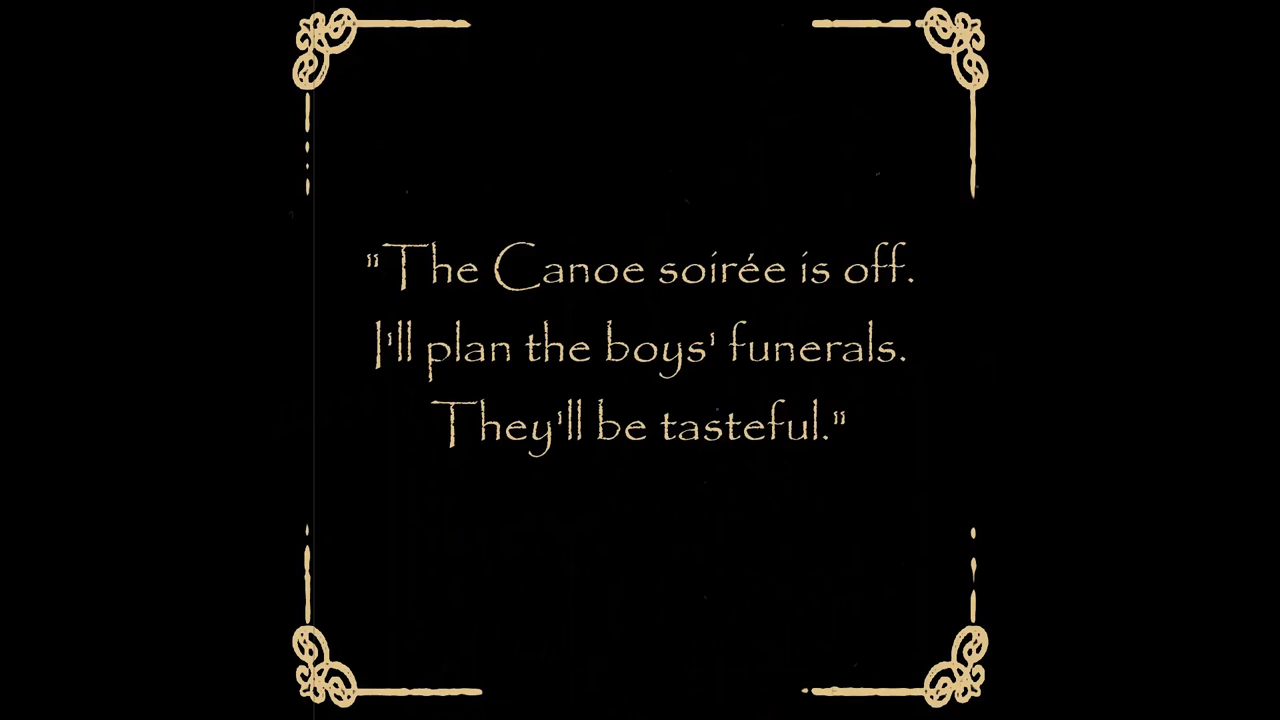 "The Canoe soirée is off.
I'll plan the boys' funerals.
They'll be tasteful."